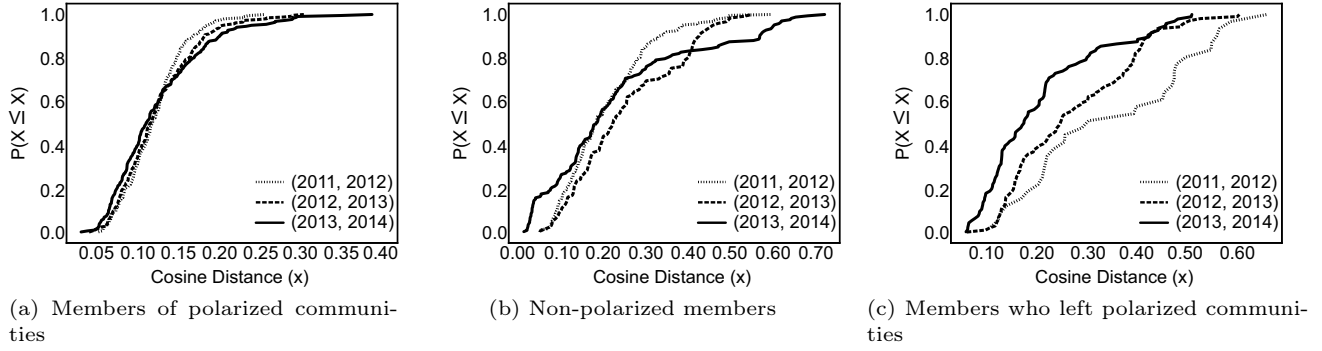 P(X ≤ X)
1.0
0.8
0.6
0.4
0.2
0.0
(2011, 2012)
(2012, 2013)
(2013, 2014)
0.05 0.10 0.15 0.20 0.25 0.30 0.35 0.40
Cosine Distance (x)
(a) Members of polarized communi-
ties
P(X ≤ X)
1.0
0.8
0.6
0.4
0.2
0.0
(2011, 2012)
(2012, 2013)
(2013, 2014)
0.00 0.10 0.20 0.30 0.40 0.50 0.60 0.70
Cosine Distance (x)
(b) Non-polarized members
P(X ≤ X)
1.0
0.8
0.6
0.4
0.2
0.0
(2011, 2012)
(2012, 2013)
(2013, 2014)
0.10 0.20 0.30 0.40 0.50 0.60
Cosine Distance (x)
(c) Members who left polarized communi-
ties